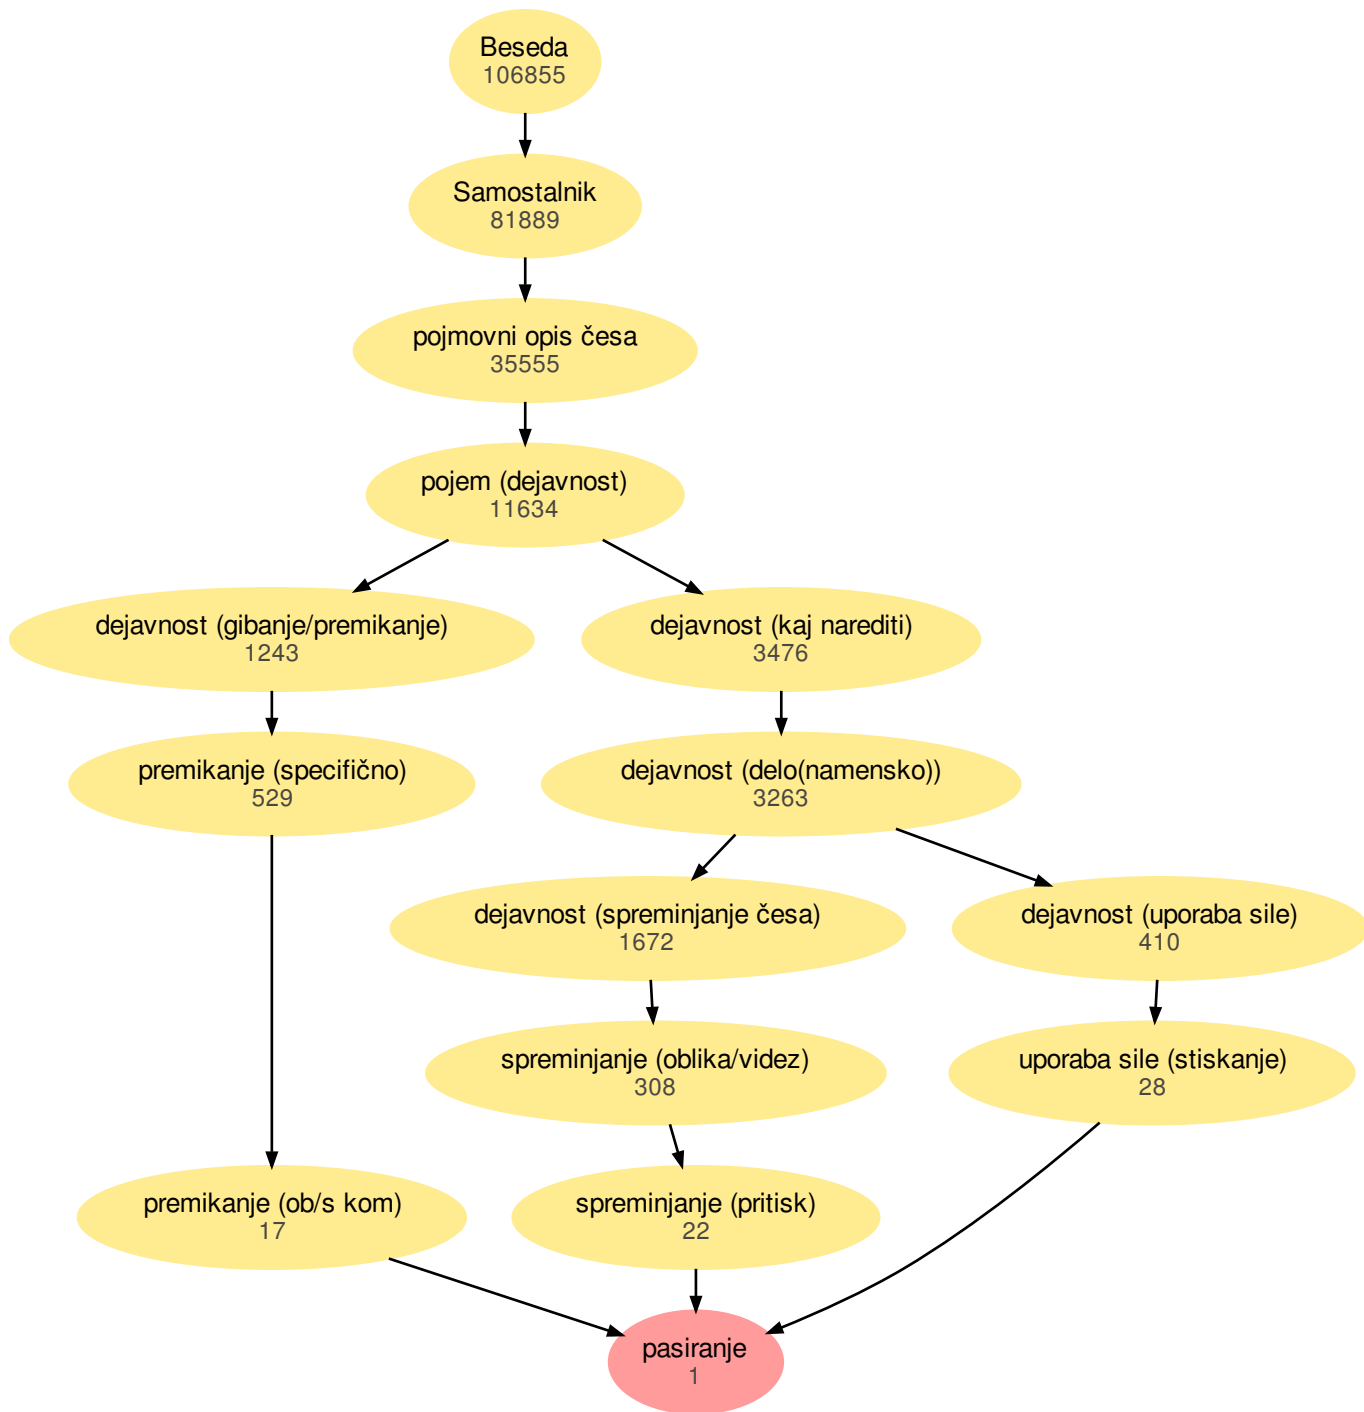 Beseda
106855
Samostalnik
81889
pojmovni opis česa
35555
pojem (dejavnost)
11634
dejavnost (gibanje/premikanje)
1243
dejavnost (kaj narediti)
3476
premikanje (specifično)
529
dejavnost (delo(namensko))
3263
dejavnost (spreminjanje česa)
1672
dejavnost (uporaba sile)
410
spreminjanje (oblika/videz)
308
uporaba sile (stiskanje)
28
premikanje (ob/s kom)
17
spreminjanje (pritisk)
22
pasiranje
1